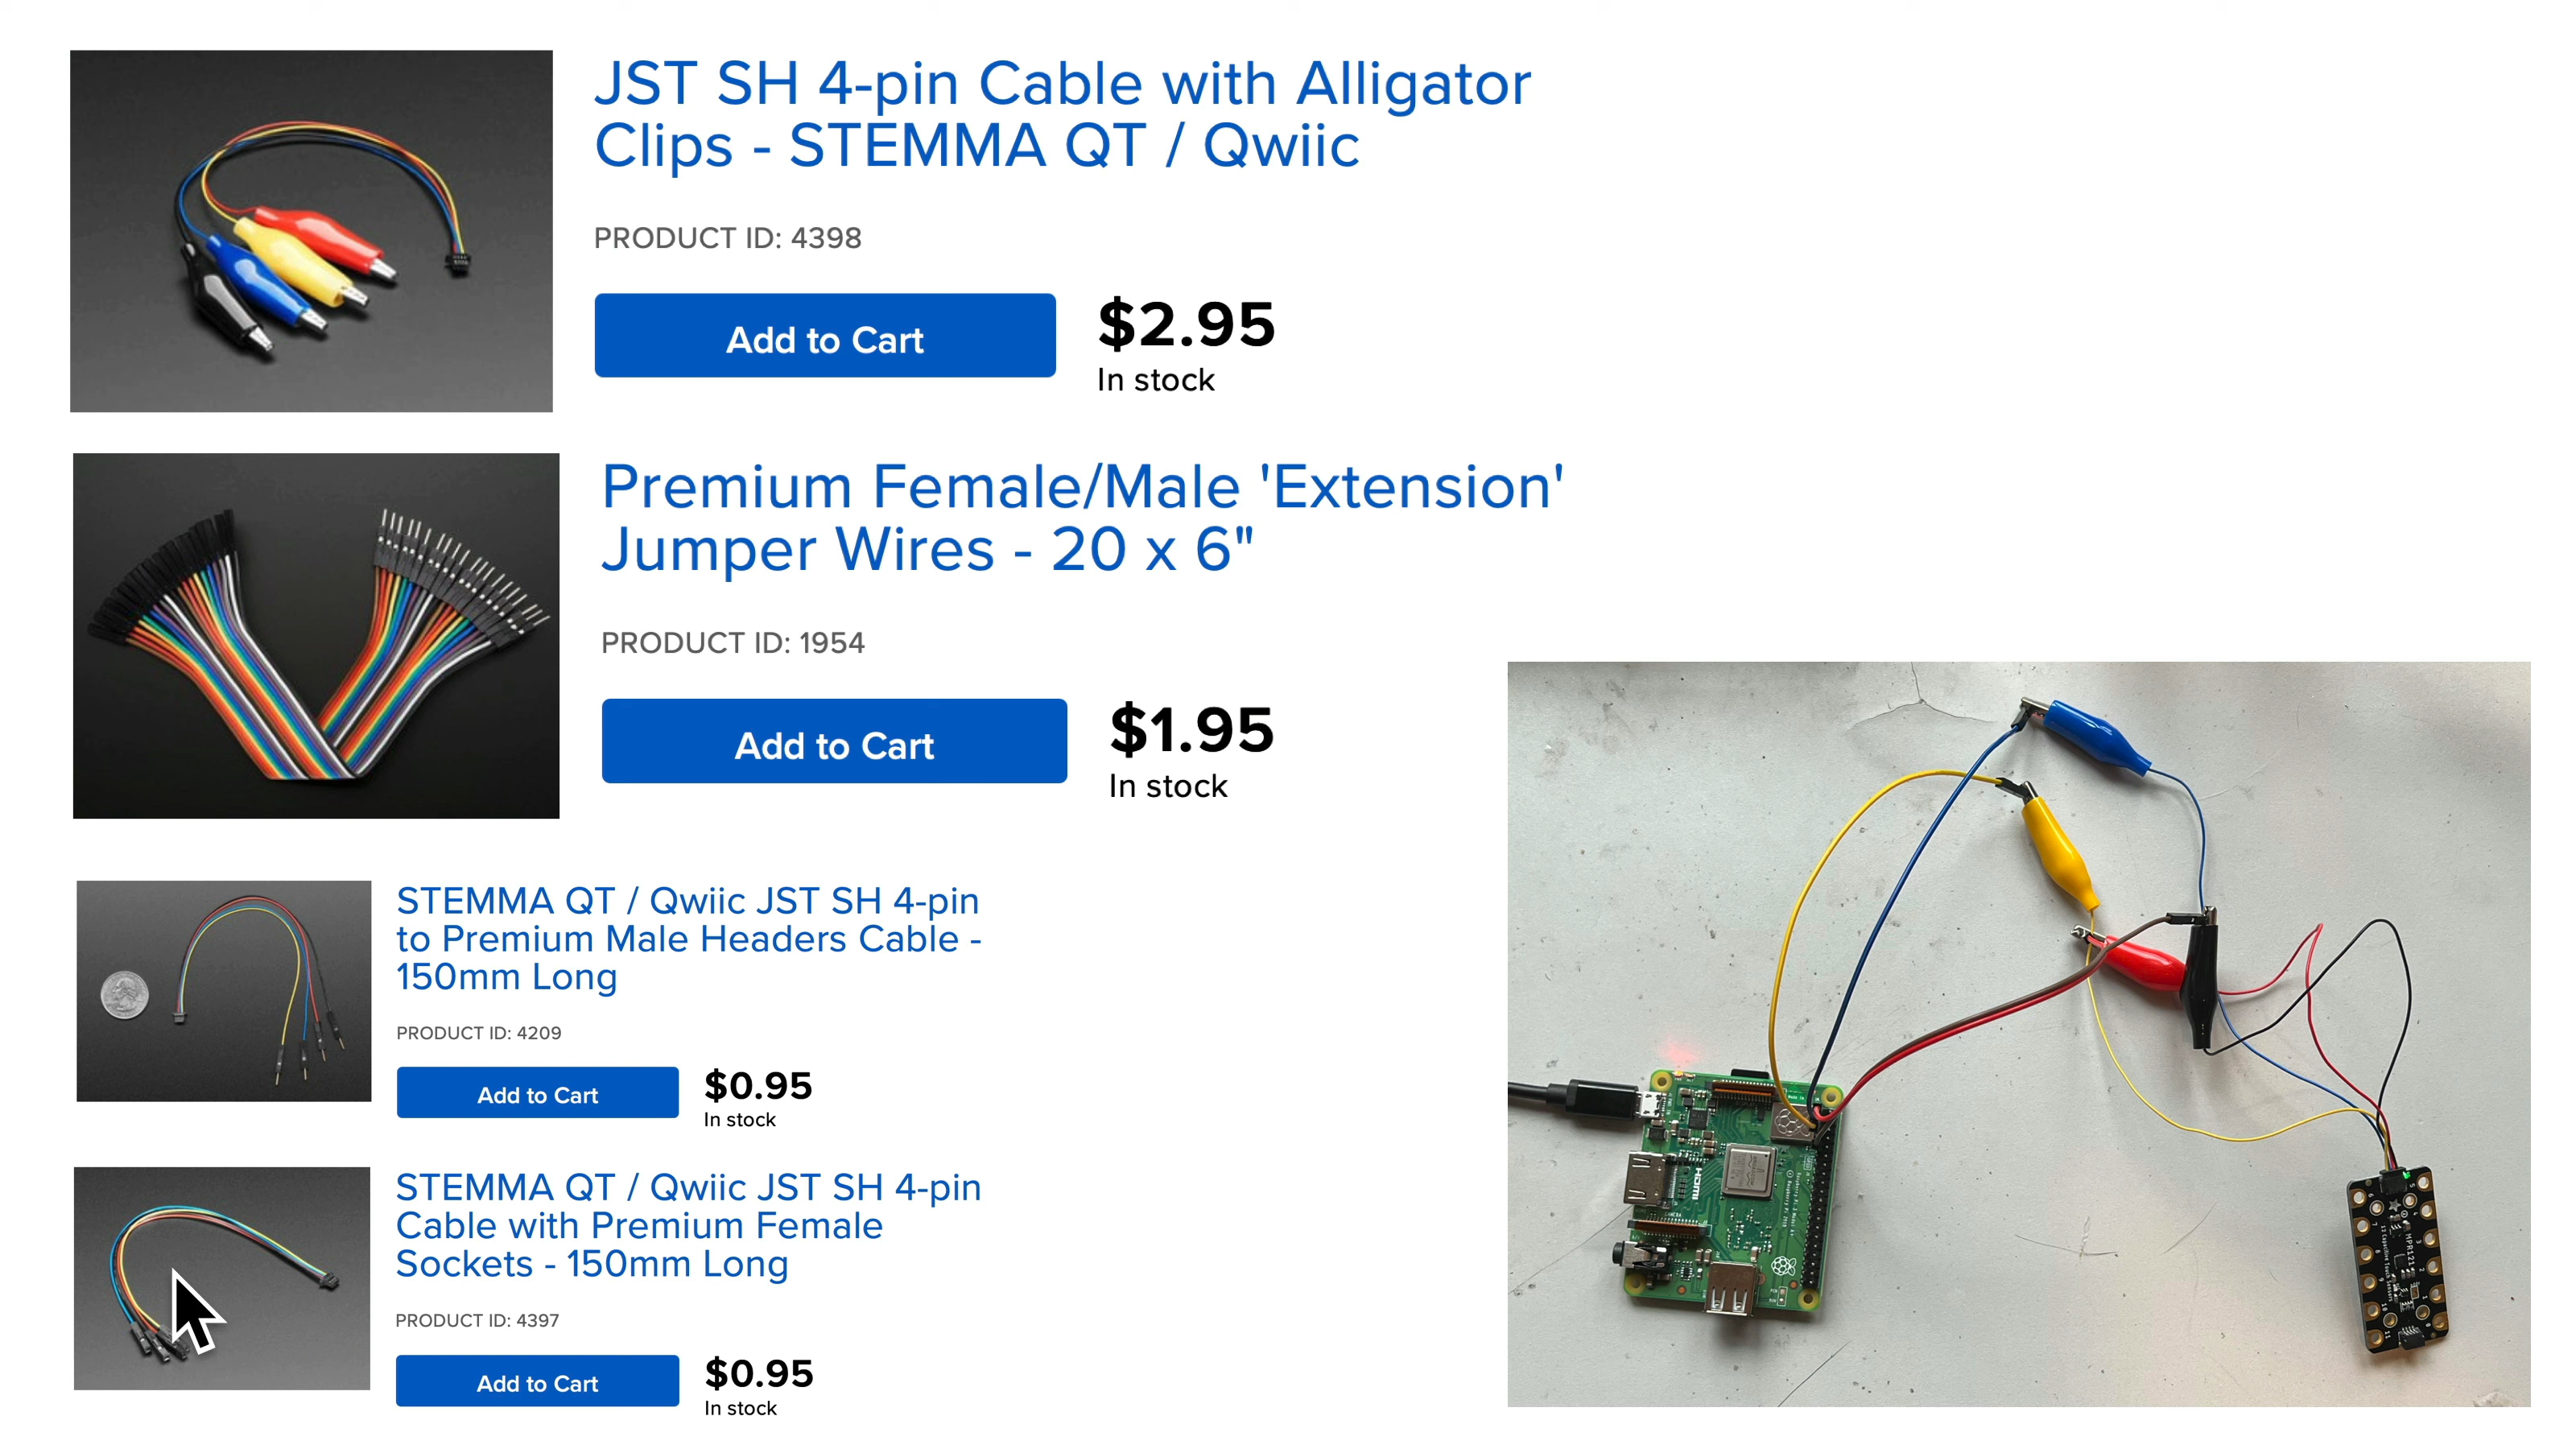 JST SH 4-pin Cable with Alligator
Clips - STEMMA QT / Qwiic
PRODUCT ID: 4398
Add to Cart
$2.95
In stock
Premium Female/Male 'Extension'
Jumper Wires - 20 x 6"
PRODUCT ID: 1954
Add to Cart
$1.95
In stock
STEMMA QT / Qwiic JST SH 4-pin
to Premium Male Headers Cable -
150mm Long
PRODUCT ID: 4209
Add to Cart
$0.95
In stock
STEMMA QT / Qwiic JST SH 4-pin
Cable with Premium Female
Sockets - 150mm Long
PRODUCT ID: 4397
Add to Cart
$0.95
In stock
HDMI
MPR121